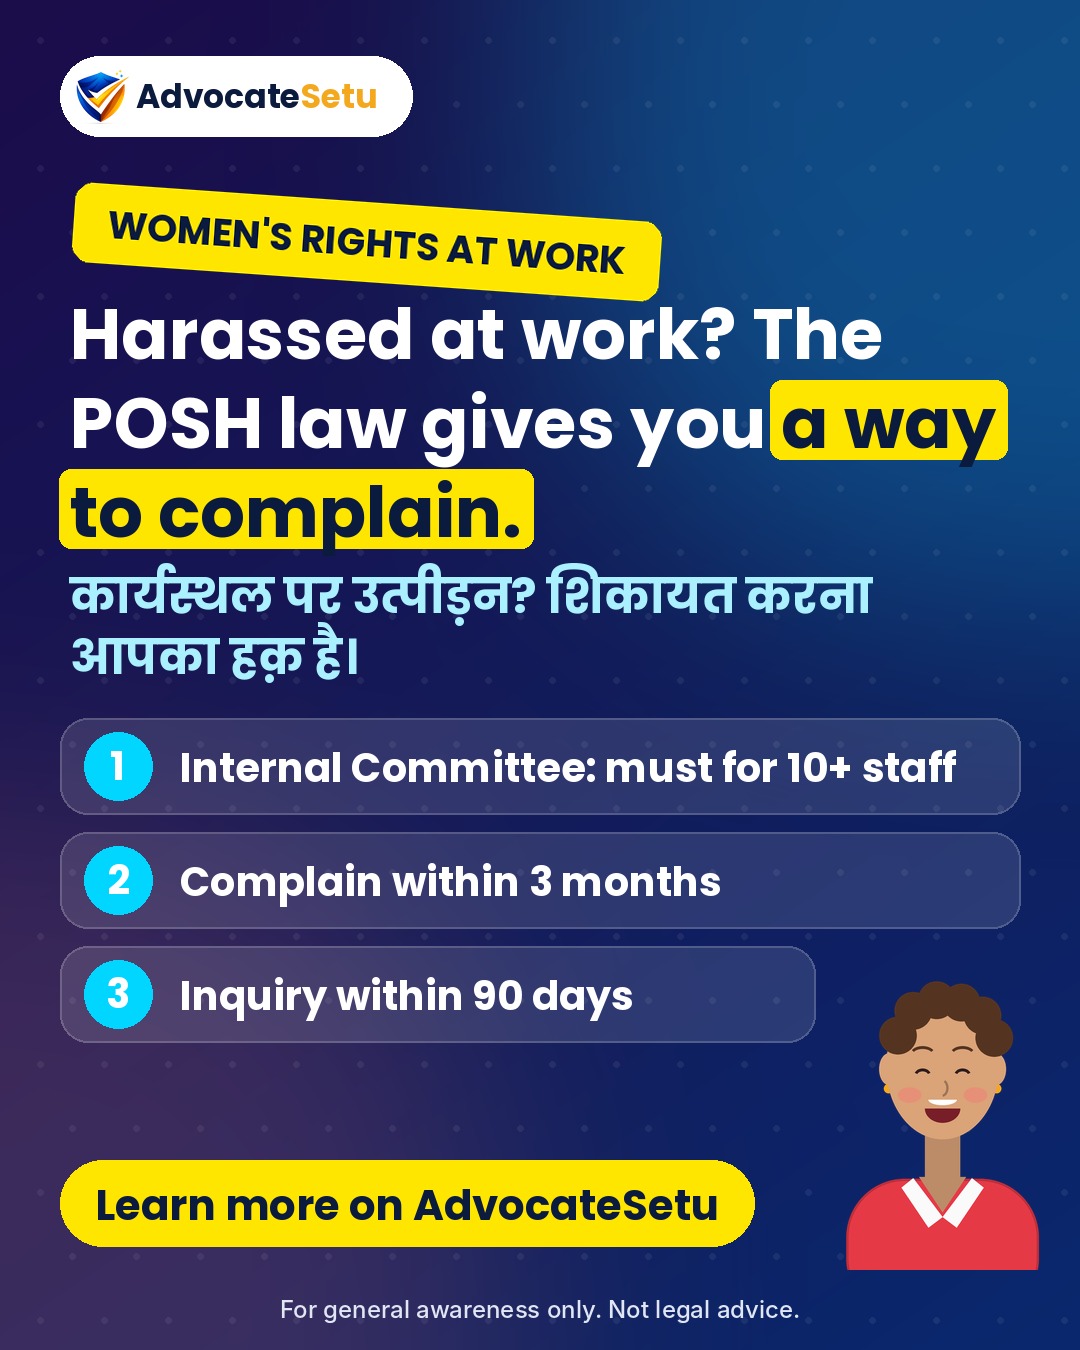 AdvocateSetu
WOMEN'S RIGHTS AT WORK
Harassed at work? The
POSH law gives you a way
to complain.
कार्यस्थल पर उत्पीड़न? शिकायत करना
आपका हक़ है।
1 Internal Committee: must for 10+ staff
2 Complain within 3 months
3 Inquiry within 90 days
Learn more on AdvocateSetu
For general awareness only. Not legal advice.